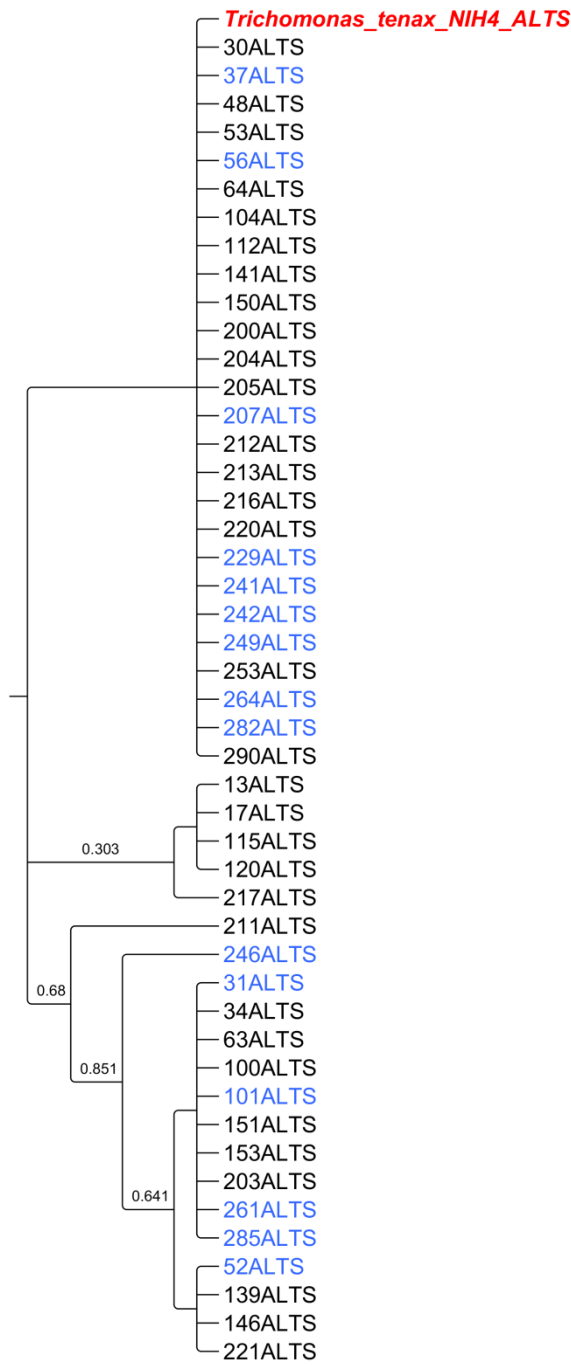 Trichomonas_tenax_NIH4_ALTS
30ALTS
37ALTS
48ALTS
53ALTS
56ALTS
64ALTS
104ALTS
112ALTS
141ALTS
150ALTS
200ALTS
204ALTS
205ALTS
207ALTS
212ALTS
213ALTS
216ALTS
220ALTS
229ALTS
241ALTS
242ALTS
249ALTS
253ALTS
264ALTS
282ALTS
290ALTS
13ALTS
17ALTS
115ALTS
0.303
120ALTS
217ALTS
211ALTS
246ALTS
31ALTS
0.68
34ALTS
63ALTS
100ALTS
0.851
101ALTS
151ALTS
153ALTS
203ALTS
0.641
261ALTS
285ALTS
52ALTS
139ALTS
146ALTS
221ALTS